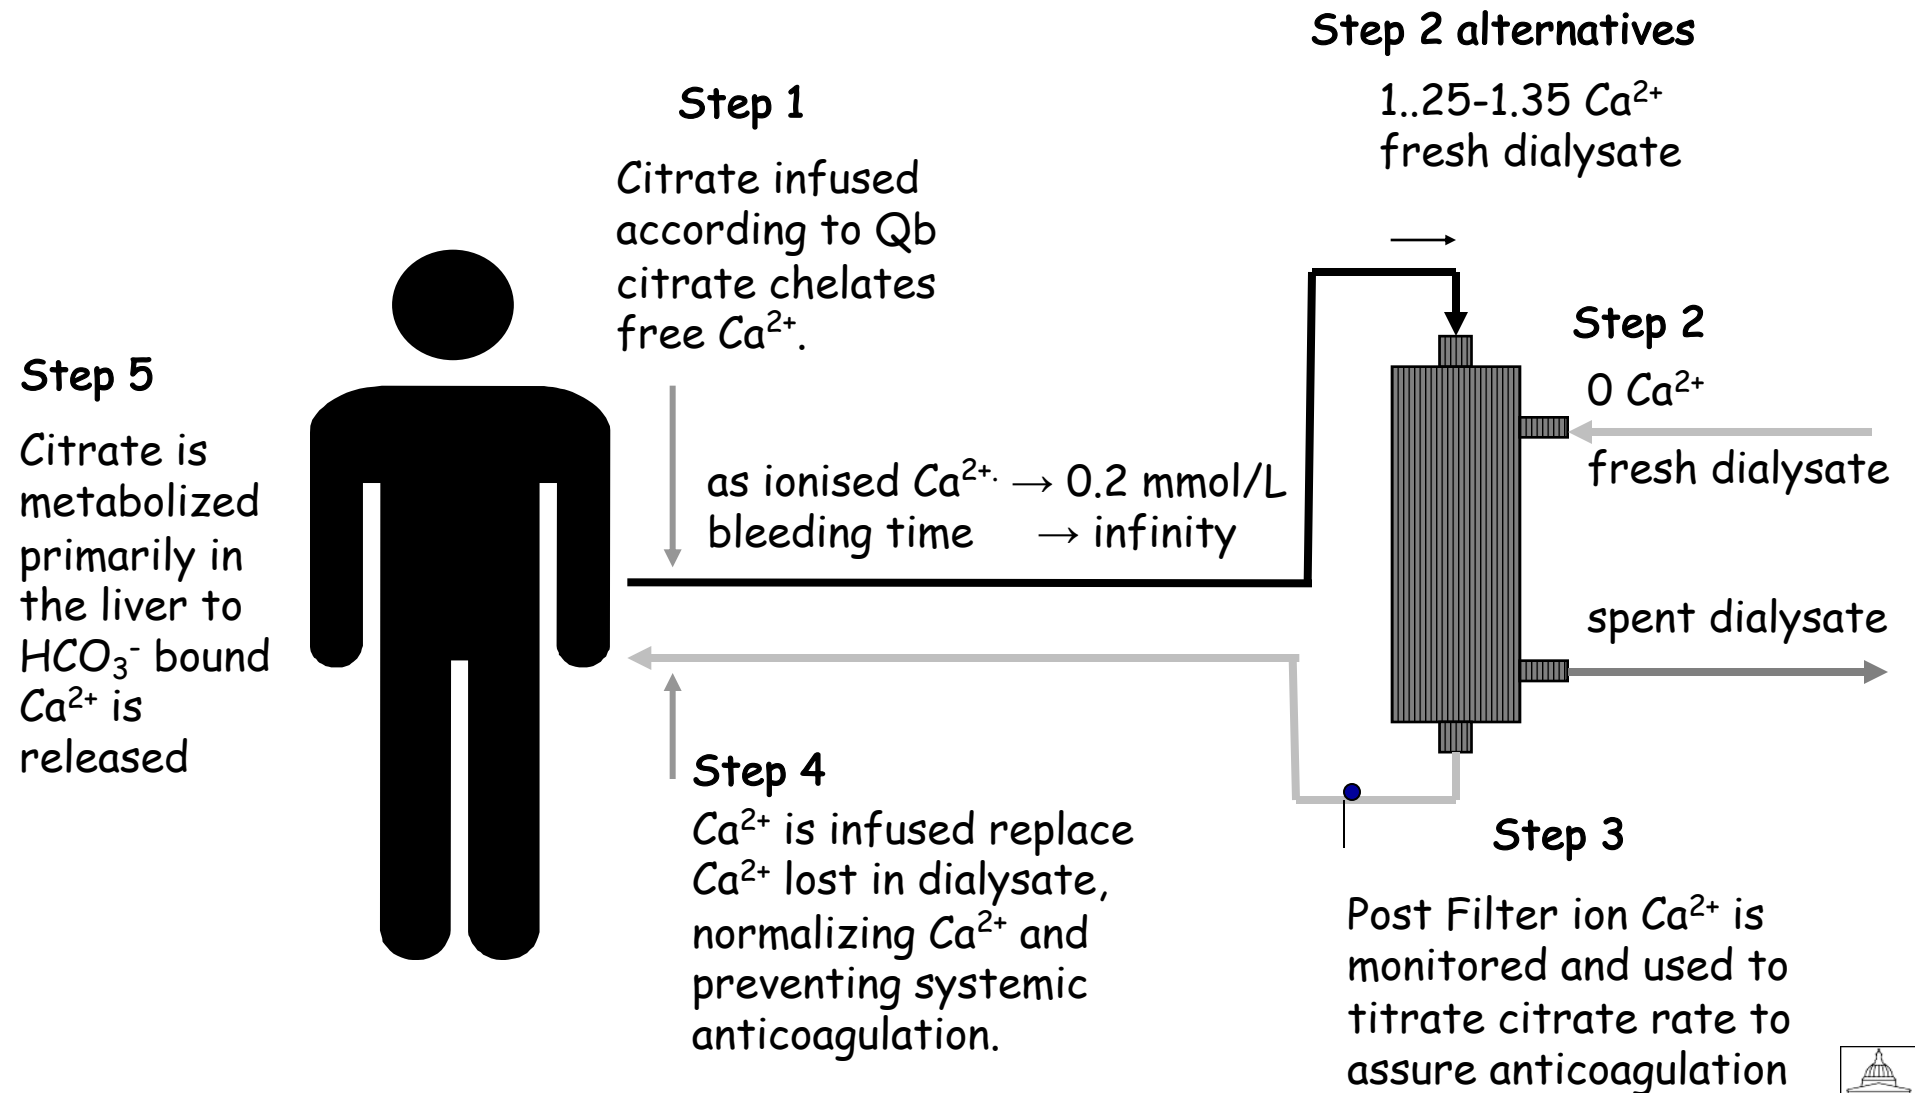 Step 2 alternatives
1..25-1.35 Ca²⁺
fresh dialysate
Step 1
Citrate infused
according to Qb
citrate chelates
free Ca²⁺.
Step 2
0 Ca²⁺
fresh dialysate
as ionised Ca²⁺· → 0.2 mmol/L
bleeding time → infinity
spent dialysate
Step 5
Citrate is
metabolized
primarily in
the liver to
HCO₃⁻ bound
Ca²⁺ is
released
Step 4
Ca²⁺ is infused replace
Ca²⁺ lost in dialysate,
normalizing Ca²⁺ and
preventing systemic
anticoagulation.
Step 3
Post Filter ion Ca²⁺ is
monitored and used to
titrate citrate rate to
assure anticoagulation